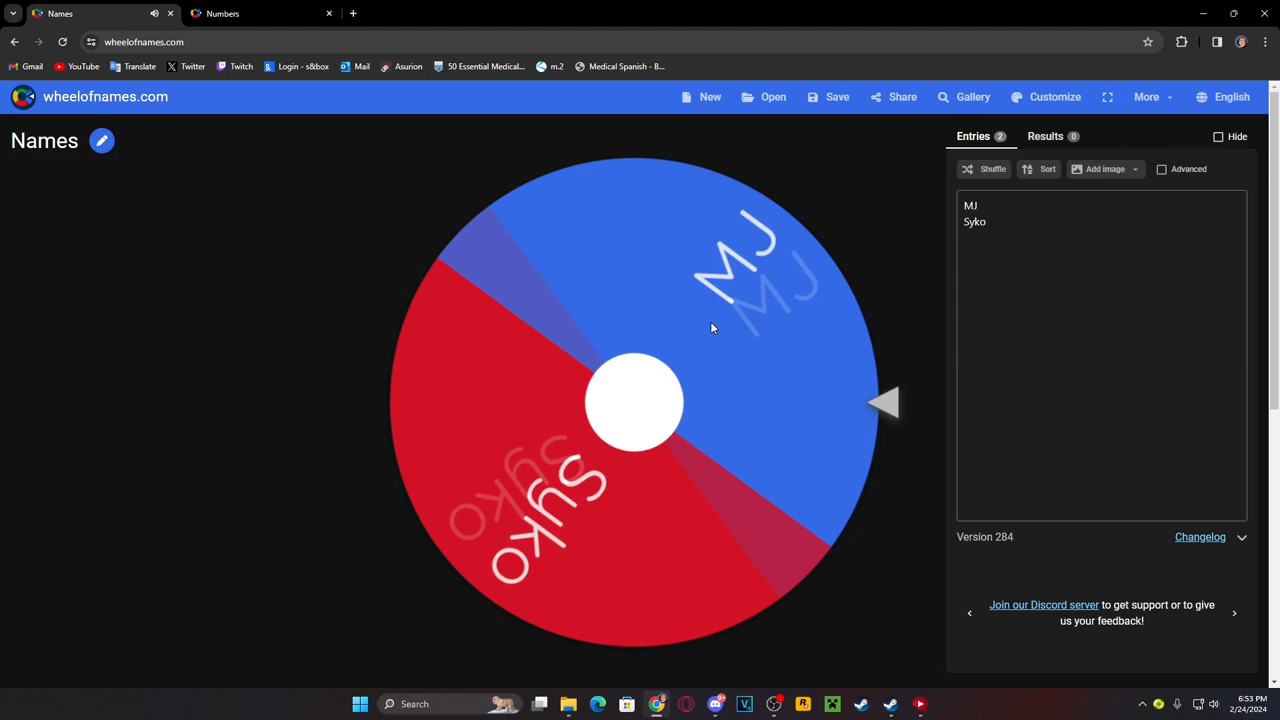 Names
Numbers
wheelofnames.com
Gmail
YouTube
Translate
Twitter
Twitch
Login - s&box
Mail
Asurion
50 Essential Medical...
m.2
Medical Spanish - B...
wheelofnames.com
New
Open
Save
Share
Gallery
Customize
More
English
Names
Entries 2
Results 0
Hide
Shuffle
Sort
Add image
Advanced
MJ
Syko
MJ
MJ
Syko
Syko
Version 284
Changelog
Join our Discord server to get support or to give
us your feedback!
Search
6:53 PM
2/24/2024